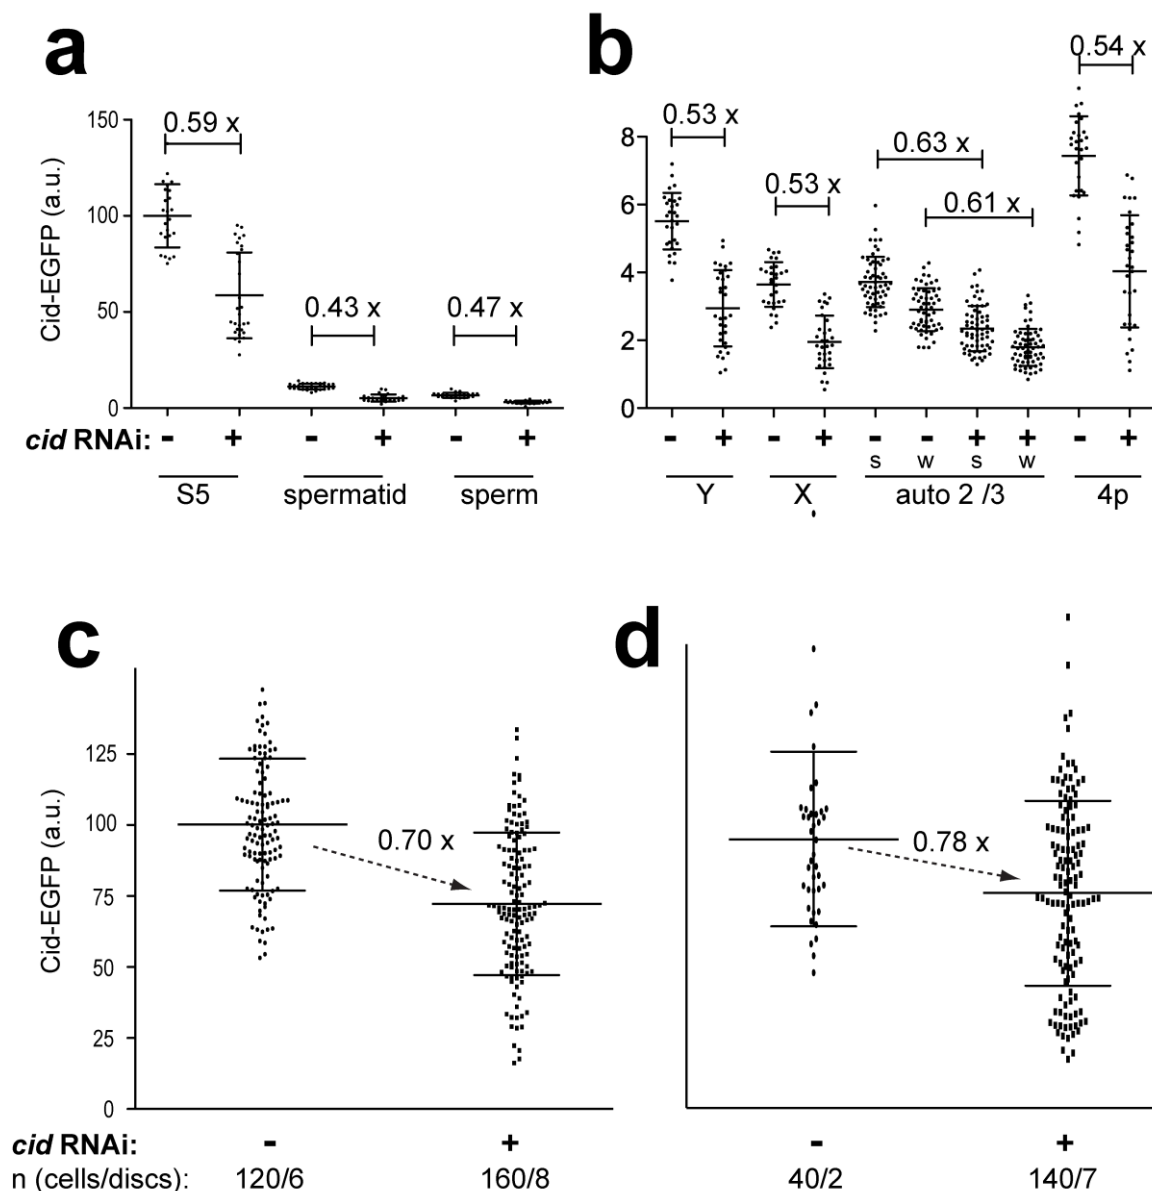 a
Cid-EGFP (a.u.)
150
100
50
0
0.59 x
0.43 x
0.47 x
cid RNAi: - + - + - +
S5 spermatid sperm
b
8
6
4
2
0
0.53 x
0.53 x
0.63 x
0.61 x
0.54 x
- + - + - - + + - +
s w s w
Y X auto 2 /3 4p
c
Cid-EGFP (a.u.)
125
100
75
50
25
0
0.70 x
d
0.78 x
cid RNAi: - + - +
n (cells/discs): 120/6 160/8 40/2 140/7